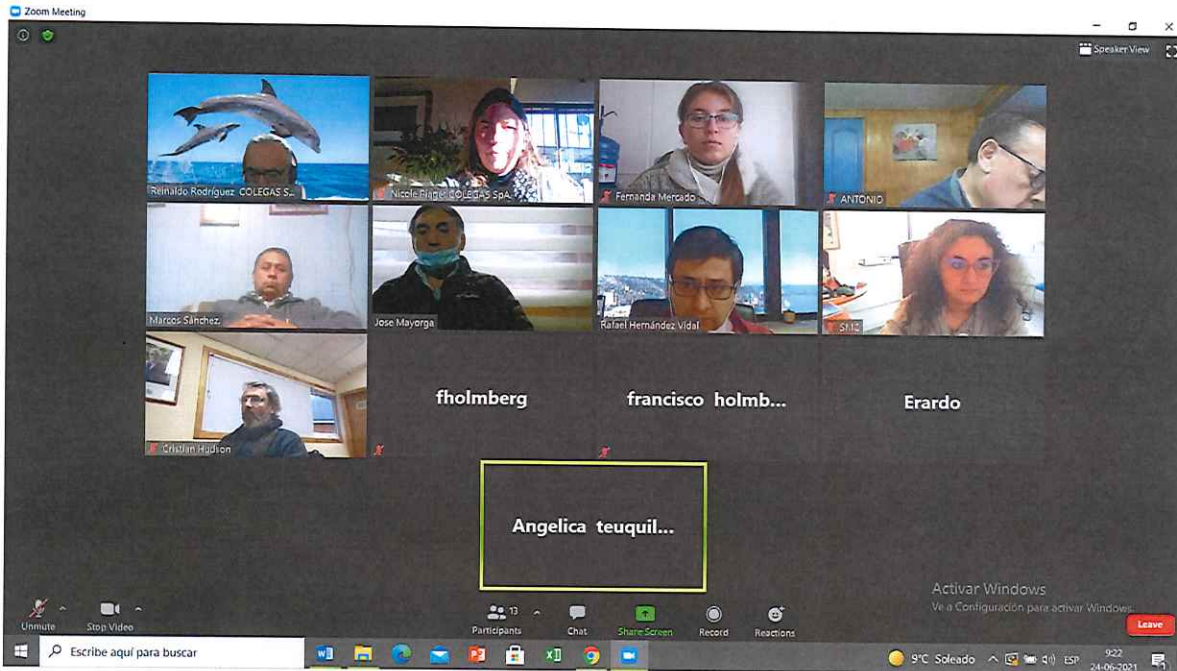 Zoom Meeting
Speaker View
Reinaldo Rodríguez COLEGAS S...
Nicole Piaget COLEGAS SpA.
Fernanda Mercado
ANTONIO
Marcos Sánchez.
Jose Mayorga
Rafael Hernández Vidal
Cristian Hudson
fholmberg
francisco holmb...
Erardo
Angelica teuquil...
Activar Windows
Ve a Configuración para activar Windows.
Unmute
Stop Video
13
Participants
Chat
Share Screen
Record
Reactions
Leave
Escribe aquí para buscar
9°C Soleado
ESP
9:22
24-06-2021